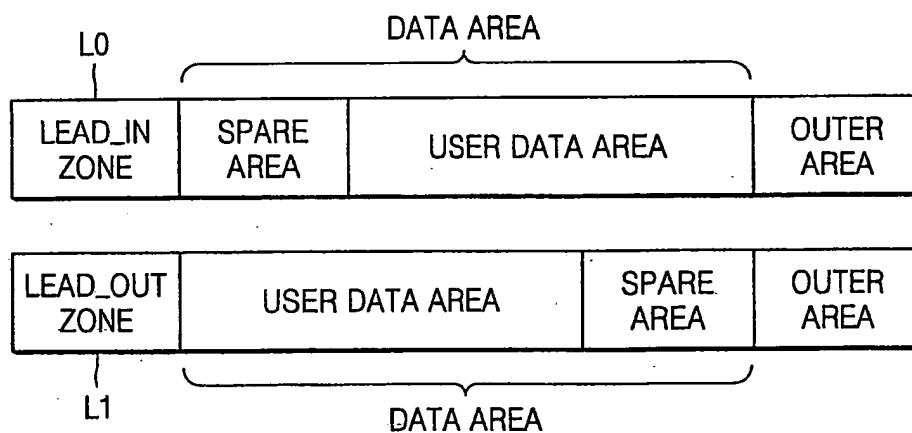 DATA AREA
L0
LEAD_IN
ZONE
SPARE
AREA
USER DATA AREA
OUTER
AREA
LEAD_OUT
ZONE
USER DATA AREA
SPARE
AREA
OUTER
AREA
L1
DATA AREA